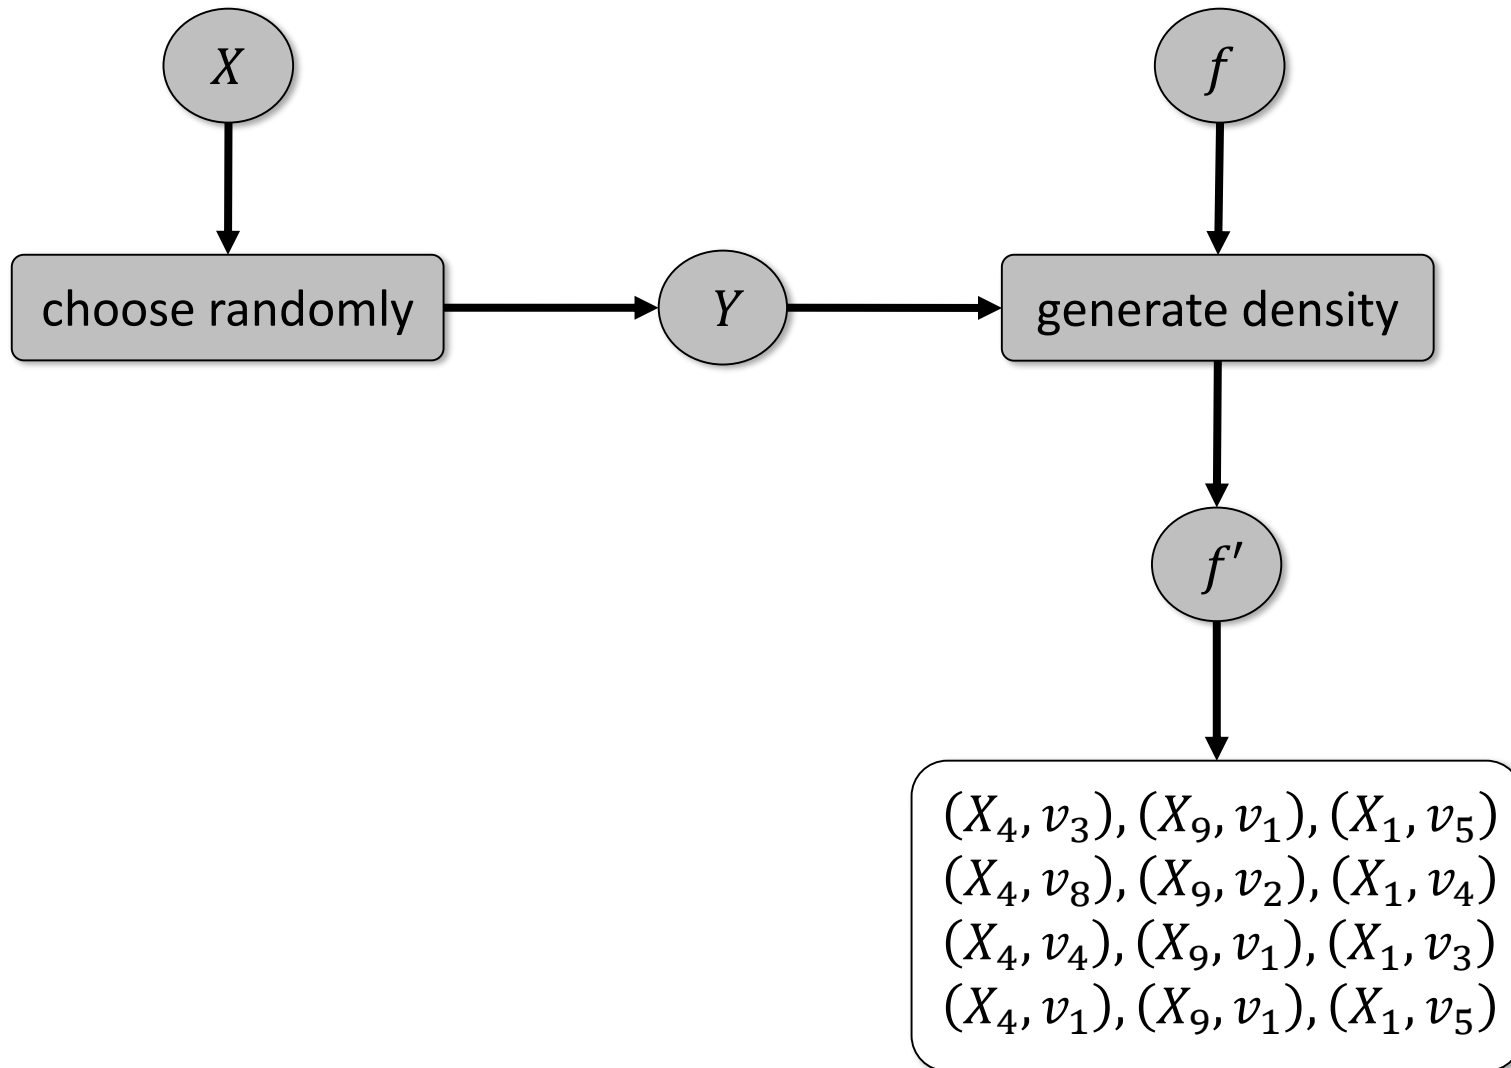 X
f
choose randomly
Y
generate density
f′
(X₄, v₃), (X₉, v₁), (X₁, v₅)
(X₄, v₈), (X₉, v₂), (X₁, v₄)
(X₄, v₄), (X₉, v₁), (X₁, v₃)
(X₄, v₁), (X₉, v₁), (X₁, v₅)